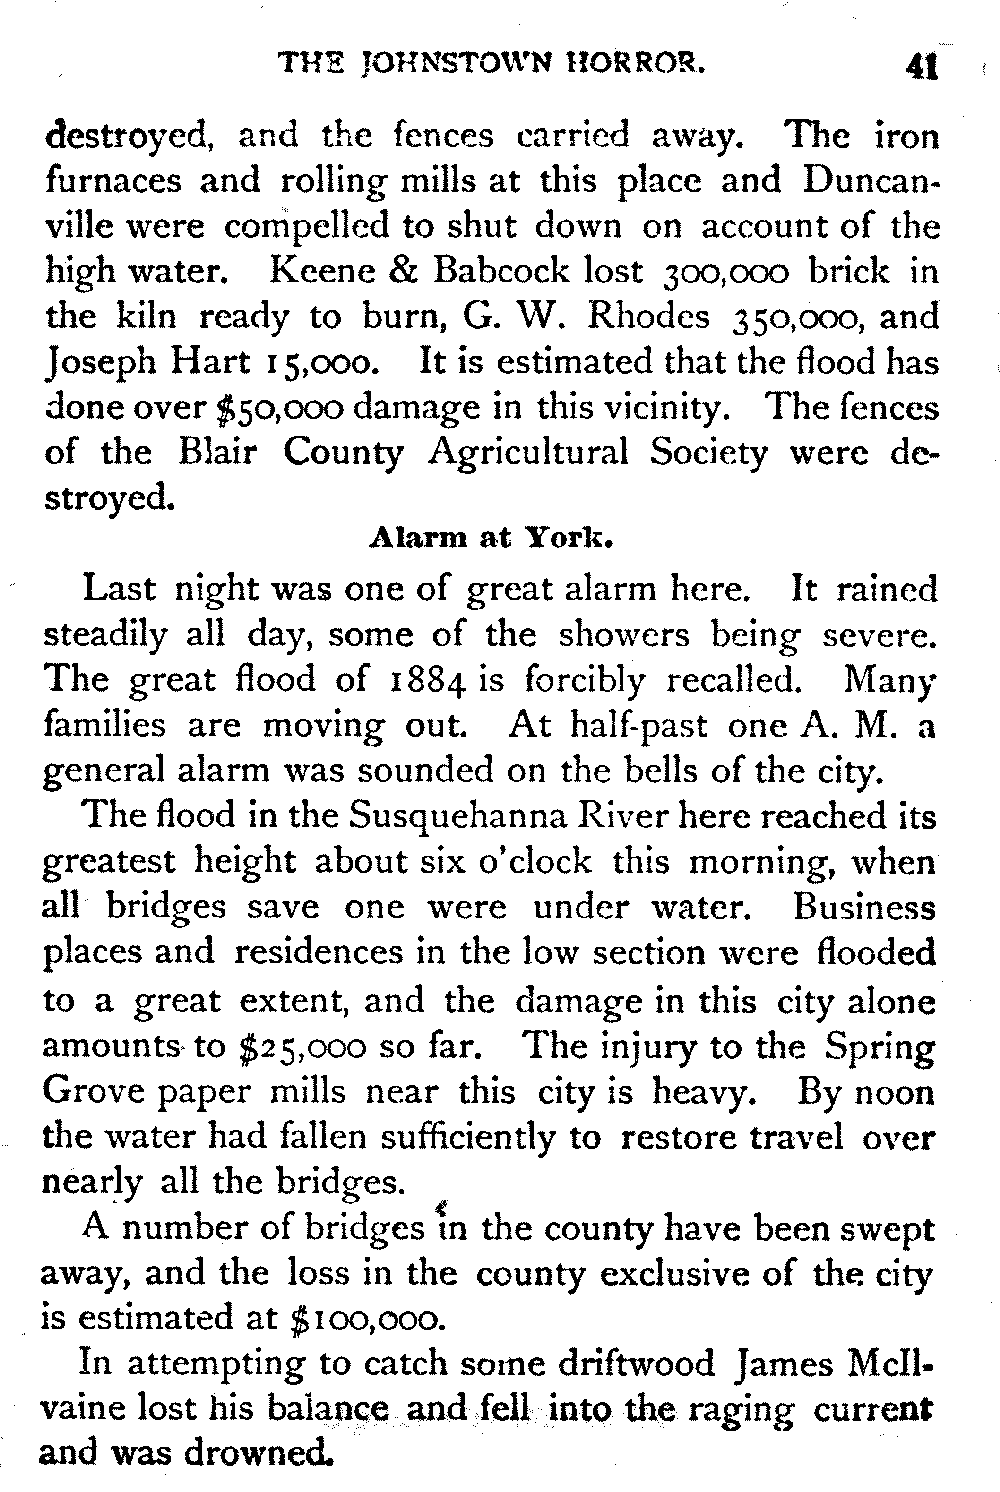 THE JOHNSTOWN HORROR. 41
destroyed, and the fences carried away. The iron
furnaces and rolling mills at this place and Duncan-
ville were compelled to shut down on account of the
high water. Keene & Babcock lost 300,000 brick in
the kiln ready to burn, G. W. Rhodes 350,000, and
Joseph Hart 15,000. It is estimated that the flood has
done over $50,000 damage in this vicinity. The fences
of the Blair County Agricultural Society were de-
stroyed.
Alarm at York.
Last night was one of great alarm here. It rained
steadily all day, some of the showers being severe.
The great flood of 1884 is forcibly recalled. Many
families are moving out. At half-past one A. M. a
general alarm was sounded on the bells of the city.
The flood in the Susquehanna River here reached its
greatest height about six o'clock this morning, when
all bridges save one were under water. Business
places and residences in the low section were flooded
to a great extent, and the damage in this city alone
amounts to $25,000 so far. The injury to the Spring
Grove paper mills near this city is heavy. By noon
the water had fallen sufficiently to restore travel over
nearly all the bridges.
A number of bridges in the county have been swept
away, and the loss in the county exclusive of the city
is estimated at $100,000.
In attempting to catch some driftwood James McIl-
vaine lost his balance and fell into the raging current
and was drowned.